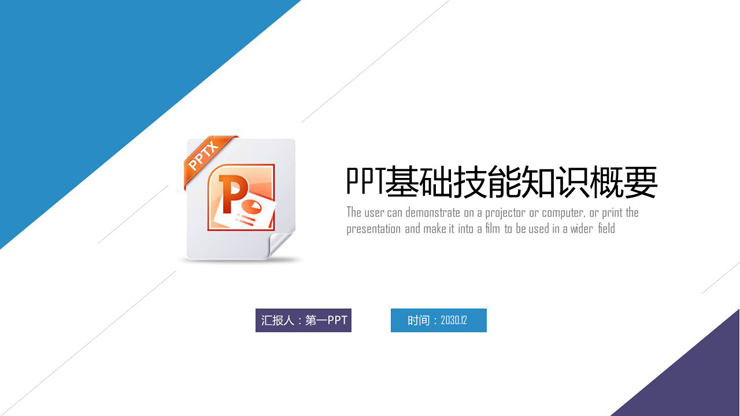 PPTX
P
PPT基础技能知识概要
The user can demonstrate on a projector or computer, or print the
presentation and make it into a film to be used in a wider field
汇报人：第一PPT
时间：2030.12